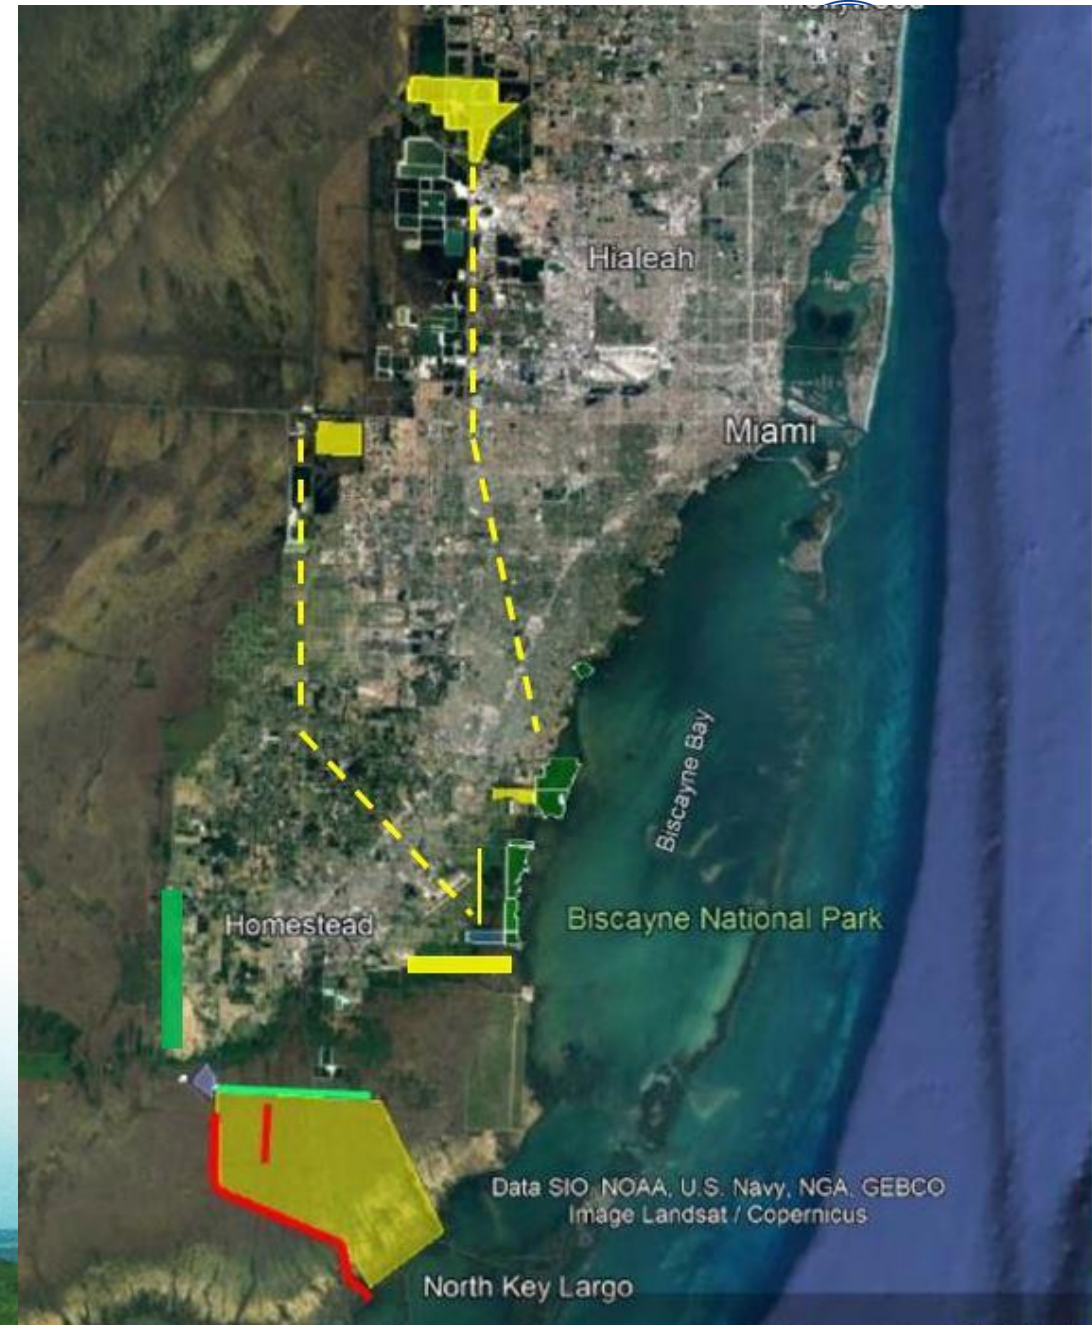 Hollywood
Hialeah
Miami
Biscayne Bay
Homestead
Biscayne National Park
Data SIO, NOAA, U.S. Navy, NGA, GEBCO
Image Landsat / Copernicus
North Key Largo